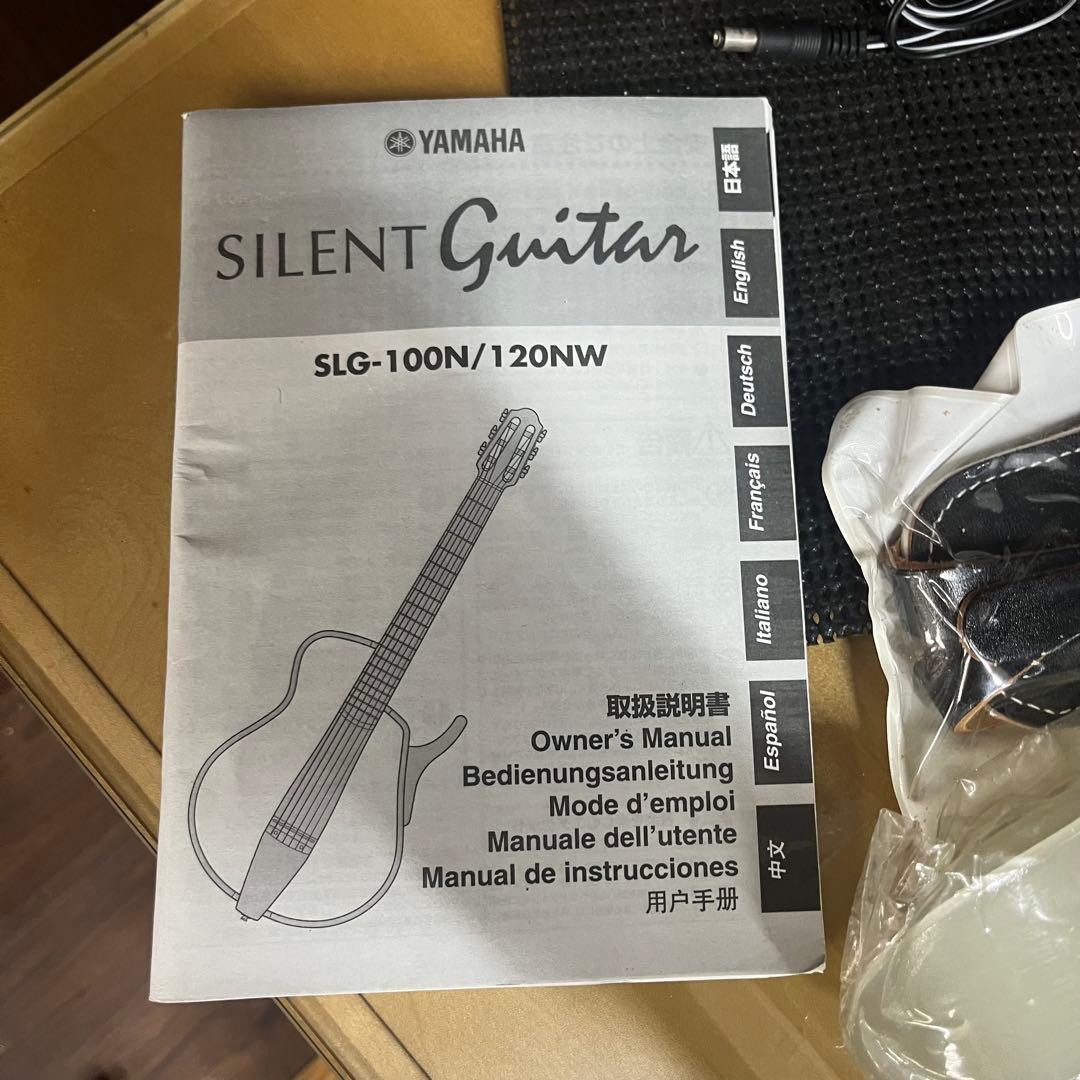 YAMAHA
SILENT Guitar
SLG-100N/120NW
日本語
English
Deutsch
Français
Italiano
Español
中文
取扱説明書
Owner's Manual
Bedienungsanleitung
Mode d'emploi
Manuale dell'utente
Manual de instrucciones
用户手册